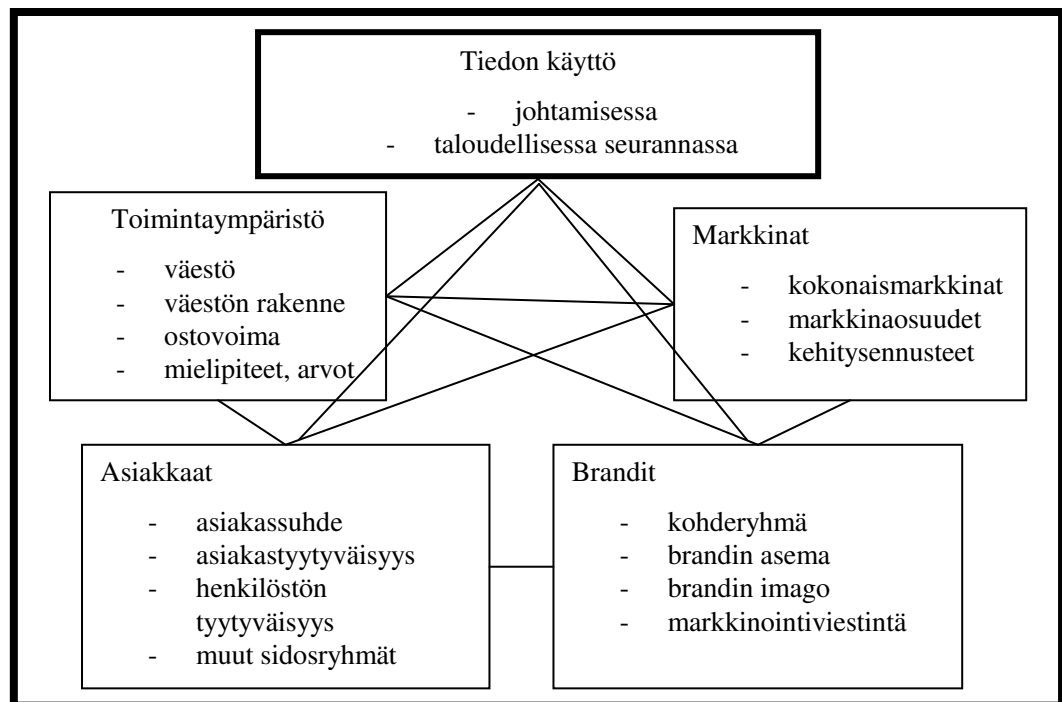 Tiedon käyttö
- johtamisessa
- taloudellisessa seurannassa
Toimintaympäristö
- väestö
- väestön rakenne
- ostovoima
- mielipiteet, arvot
Markkinat
- kokonaismarkkinat
- markkinaosuudet
- kehitysennusteet
Asiakkaat
- asiakassuhde
- asiakastyytyväisyys
- henkilöstön
tyytyväisyys
- muut sidosryhmät
Brandit
- kohderyhmä
- brandin asema
- brandin imago
- markkinointiviestintä